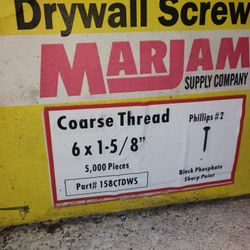 Drywall Screw
MARJAM
SUPPLY COMPANY
Coarse Thread
Phillips #2
6 x 1-5/8"
5,000 Pieces
Part# 158CTDWS
Black Phosphate
Sharp Point